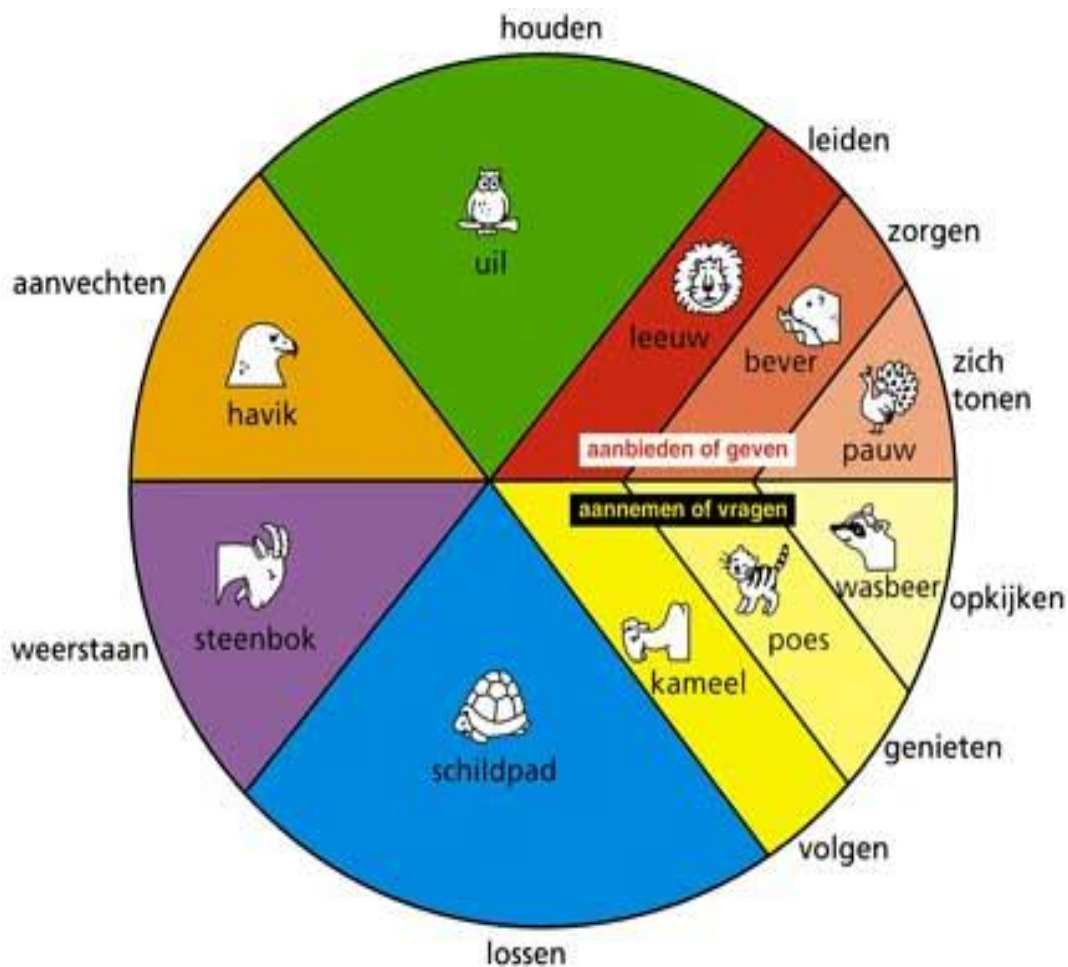 houden
leiden
zorgen
aanvechten
uil
leeuw
bever
zich
tonen
havik
aanbieden of geven
pauw
aannemen of vragen
wasbeer
opkijken
steenbok
poes
weerstaan
kameel
genieten
schildpad
volgen
lossen